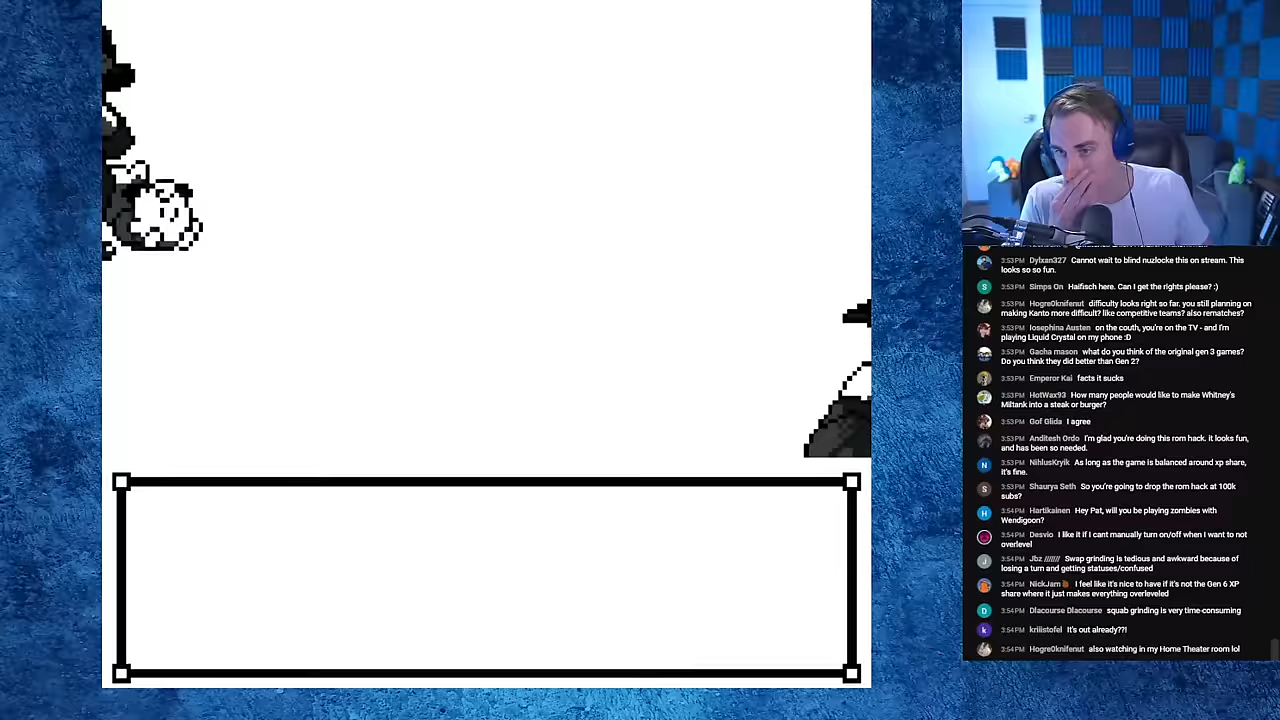 3:53PM Dylxan327 Cannot wait to blind nuzlocke this on stream. This
looks so so fun.
3:53PM Simps On Haifisch here. Can I get the rights please? :)
3:53PM Hogre0knifenut difficulty looks right so far. you still planning on
making Kanto more difficult? like competitive teams? also rematches?
3:53PM Iosephina Austen on the couth, you're on the TV - and I'm
playing Liquid Crystal on my phone :D
3:53PM Gacha mason what do you think of the original gen 3 games?
Do you think they did better than Gen 2?
3:53PM Emperor Kai facts it sucks
3:53PM HotWax93 How many people would like to make Whitney's
Miltank into a steak or burger?
3:53PM Gof Glida I agree
3:53PM Anditesh Ordo I'm glad you're doing this rom hack. it looks fun,
and has been so needed.
3:53PM NihlusKryik As long as the game is balanced around xp share,
it's fine.
3:53PM Shaurya Seth So you're going to drop the rom hack at 100k
subs?
3:54PM Hartikainen Hey Pat, will you be playing zombies with
Wendigoon?
3:54PM Desvio I like it if I cant manually turn on/off when I want to not
overlevel
3:54PM Jbz /////// Swap grinding is tedious and awkward because of
losing a turn and getting statuses/confused
3:54PM NickJam I feel like it's nice to have if it's not the Gen 6 XP
share where it just makes everything overleveled
3:54PM Dlacourse Dlacourse squab grinding is very time-consuming
3:54PM kriiistofel It's out already??!
3:54PM Hogre0knifenut also watching in my Home Theater room lol